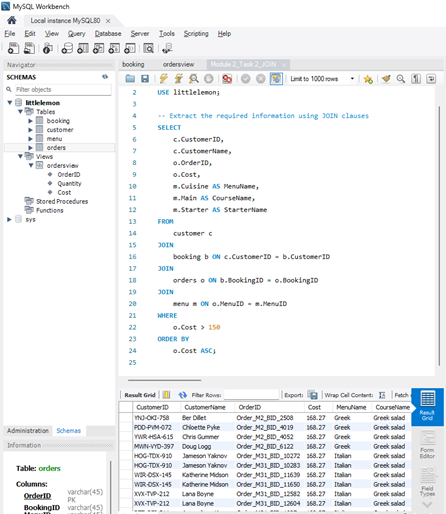 MySQL Workbench
Local instance MySQL80
File Edit View Query Database Server Tools Scripting Help
Navigator
SCHEMAS
Filter objects
littlelemon
Tables
booking
customer
menu
orders
Views
ordersview
OrderID
Quantity
Cost
Stored Procedures
Functions
sys
Administration Schemas
Information
Table: orders
Columns:
OrderID varchar(45)
PK
BookingID varchar(45)
booking ordersview Module 2_Task 2_JOIN
Limit to 1000 rows
2 USE littlelemon;
3
4 -- Extract the required information using JOIN clauses
5 SELECT
6 c.CustomerID,
7 c.CustomerName,
8 o.OrderID,
9 o.Cost,
10 m.Cuisine AS MenuName,
11 m.Main AS CourseName,
12 m.Starter AS StarterName
13 FROM
14 customer c
15 JOIN
16 booking b ON c.CustomerID = b.CustomerID
17 JOIN
18 orders o ON b.BookingID = o.BookingID
19 JOIN
20 menu m ON o.MenuID = m.MenuID
21 WHERE
22 o.Cost > 150
23 ORDER BY
24 o.Cost ASC;
25
Result Grid Filter Rows: Export: Wrap Cell Content: Fetch
CustomerID CustomerName OrderID Cost MenuName CourseName
YNJ-OKI-758 Ber Dillet Order_M2_BID_2508 168.27 Greek Greek salad
PDD-PVM-072 Chloette Pyke Order_M2_BID_4019 168.27 Greek Greek salad
YWR-HSA-615 Chris Gummer Order_M2_BID_4052 168.27 Greek Greek salad
MWN-VYD-397 Doug Logg Order_M2_BID_6122 168.27 Greek Greek salad
HOG-TDX-910 Jameson Yaknov Order_M31_BID_10272 168.27 Italian Greek salad
HOG-TDX-910 Jameson Yaknov Order_M31_BID_10283 168.27 Italian Greek salad
WIR-DSX-145 Katherine Midson Order_M31_BID_11639 168.27 Italian Greek salad
WIR-DSX-145 Katherine Midson Order_M31_BID_11650 168.27 Italian Greek salad
XVX-TVP-212 Lana Boyne Order_M31_BID_12582 168.27 Italian Greek salad
XVX-TVP-212 Lana Boyne Order_M31_BID_12604 168.27 Italian Greek salad
Result
Grid
Form
Editor
Field
Types